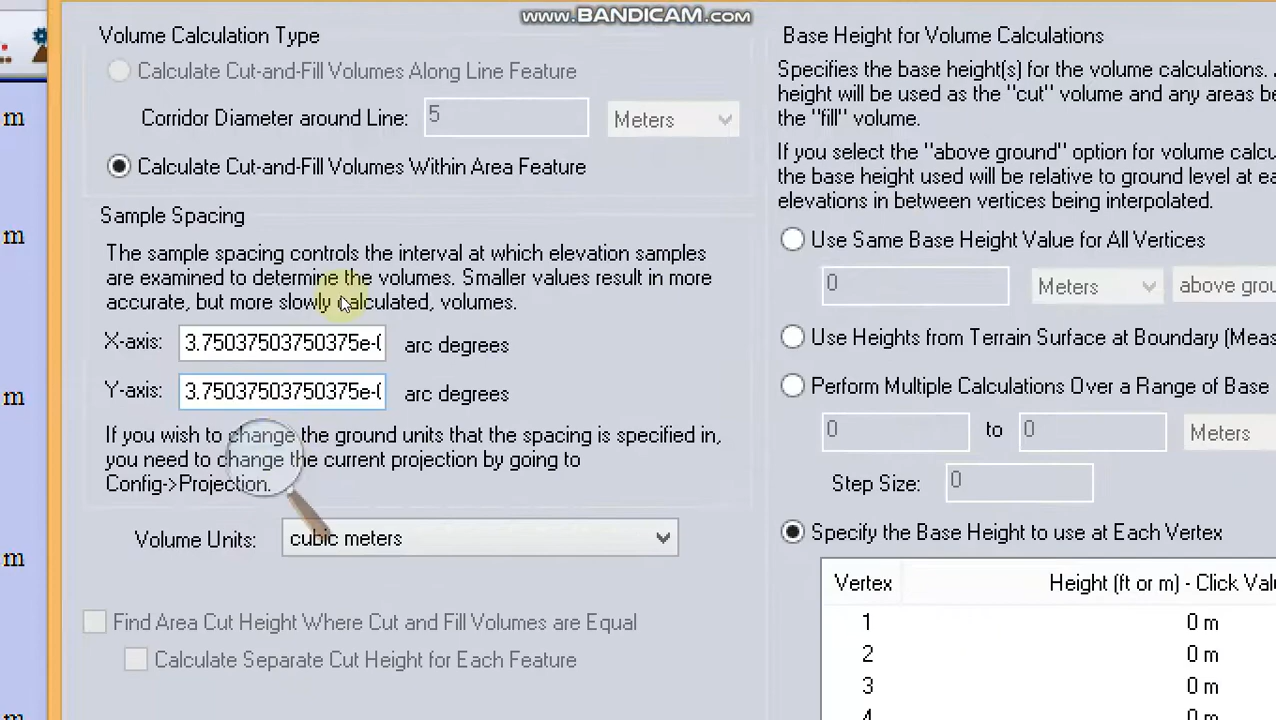 www.BANDICAM.com
Volume Calculation Type
Calculate Cut-and-Fill Volumes Along Line Feature
Corridor Diameter around Line: 5 Meters
Calculate Cut-and-Fill Volumes Within Area Feature
Sample Spacing
The sample spacing controls the interval at which elevation samples
are examined to determine the volumes. Smaller values result in more
accurate, but more slowly calculated, volumes.
X-axis: 3.75037503750375e-( arc degrees
Y-axis: 3.75037503750375e-( arc degrees
If you wish to change the ground units that the spacing is specified in,
you need to change the current projection by going to
Config->Projection.
Volume Units: cubic meters
Find Area Cut Height Where Cut and Fill Volumes are Equal
Calculate Separate Cut Height for Each Feature
Base Height for Volume Calculations
Specifies the base height(s) for the volume calculations.
height will be used as the "cut" volume and any areas be
the "fill" volume.
If you select the "above ground" option for volume calcu
the base height used will be relative to ground level at ea
elevations in between vertices being interpolated.
Use Same Base Height Value for All Vertices
0 Meters above grou
Use Heights from Terrain Surface at Boundary (Meas
Perform Multiple Calculations Over a Range of Base
0 to 0 Meters
Step Size: 0
Specify the Base Height to use at Each Vertex
Vertex Height (ft or m) - Click Valu
1 0 m
2 0 m
3 0 m
4
m
m
m
m